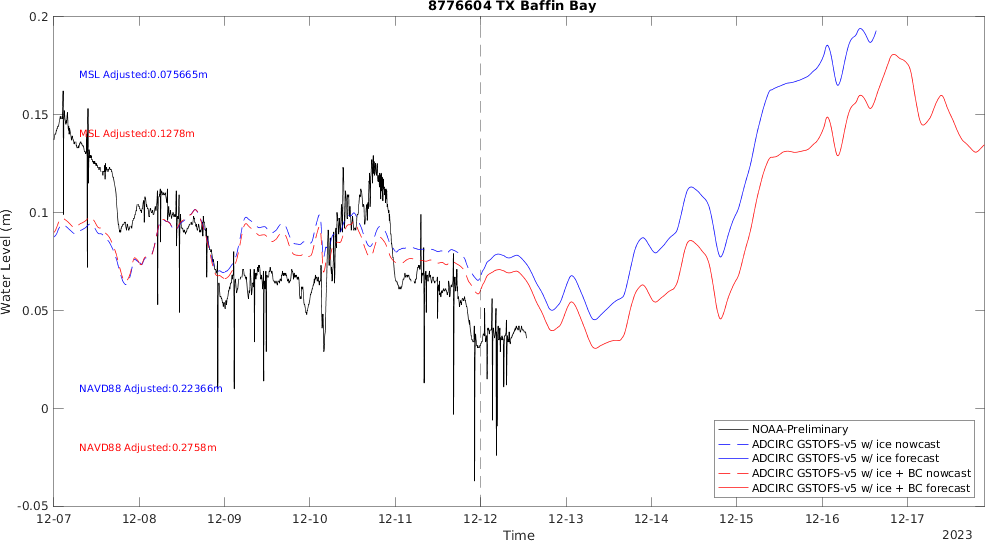 8776604 TX Baffin Bay
0.2
MSL Adjusted:0.075665m
0.15
MSL Adjusted:0.1278m
0.1
Water Level (m)
0.05
NAVD88 Adjusted:0.22366m
0
NAVD88 Adjusted:0.2758m
-0.05
NOAA-Preliminary
ADCIRC GSTOFS-v5 w/ ice nowcast
ADCIRC GSTOFS-v5 w/ ice forecast
ADCIRC GSTOFS-v5 w/ ice + BC nowcast
ADCIRC GSTOFS-v5 w/ ice + BC forecast
12-07 12-08 12-09 12-10 12-11 12-12 12-13 12-14 12-15 12-16 12-17
Time
2023